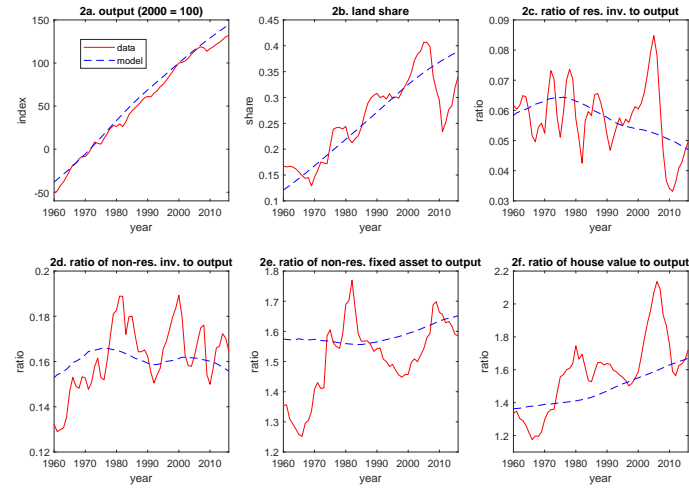 2a. output (2000 = 100)
150
100
50
0
-50
index
data
model
1960 1970 1980 1990 2000 2010
year
2b. land share
0.45
0.4
0.35
0.3
0.25
0.2
0.15
0.1
share
1960 1970 1980 1990 2000 2010
year
2c. ratio of res. inv. to output
0.09
0.08
0.07
0.06
0.05
0.04
0.03
ratio
1960 1970 1980 1990 2000 2010
year
2d. ratio of non-res. inv. to output
0.2
0.18
0.16
0.14
0.12
ratio
1960 1970 1980 1990 2000 2010
year
2e. ratio of non-res. fixed asset to output
1.8
1.7
1.6
1.5
1.4
1.3
1.2
ratio
1960 1970 1980 1990 2000 2010
year
2f. ratio of house value to output
2.2
2
1.8
1.6
1.4
1.2
ratio
1960 1970 1980 1990 2000 2010
year